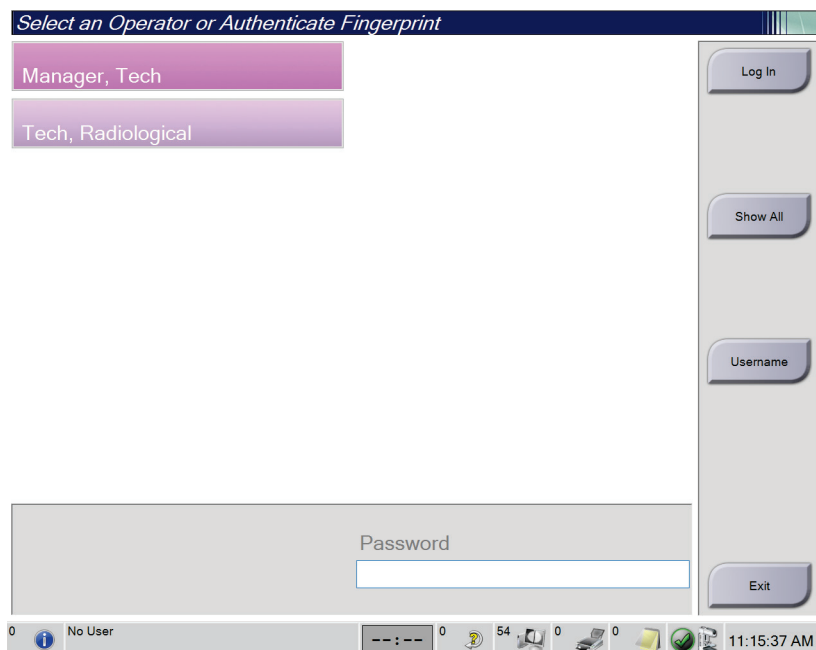 Select an Operator or Authenticate Fingerprint
Manager, Tech
Log In
Tech, Radiological
Show All
Username
Password
Exit
0
No User
--:--
0
54
0
0
11:15:37 AM